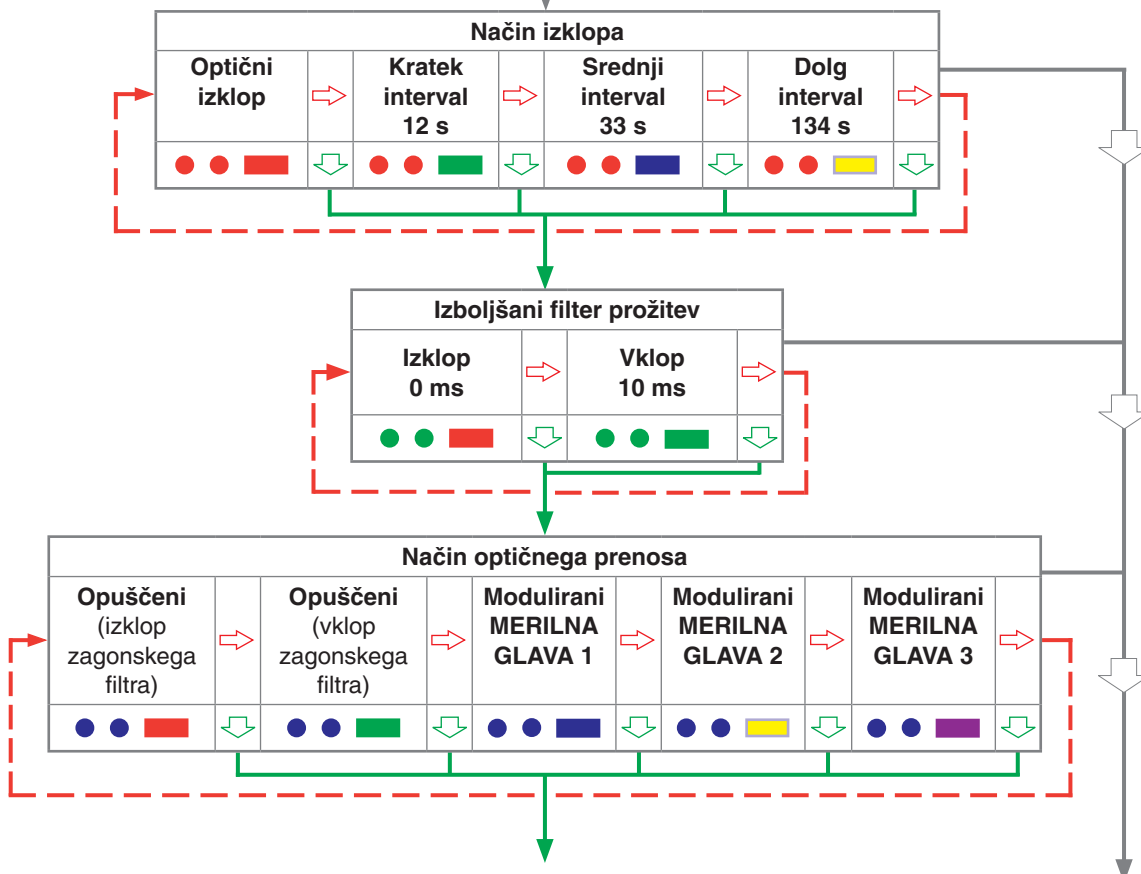 Način izklopa
Optični
izklop
Kratek
interval
12 s
Srednji
interval
33 s
Dolg
interval
134 s
Izboljšani filter prožitev
Izklop
0 ms
Vklop
10 ms
Način optičnega prenosa
Opuščeni
(izklop
zagonskega
filtra)
Opuščeni
(vklop
zagonskega
filtra)
Modulirani
MERILNA
GLAVA 1
Modulirani
MERILNA
GLAVA 2
Modulirani
MERILNA
GLAVA 3